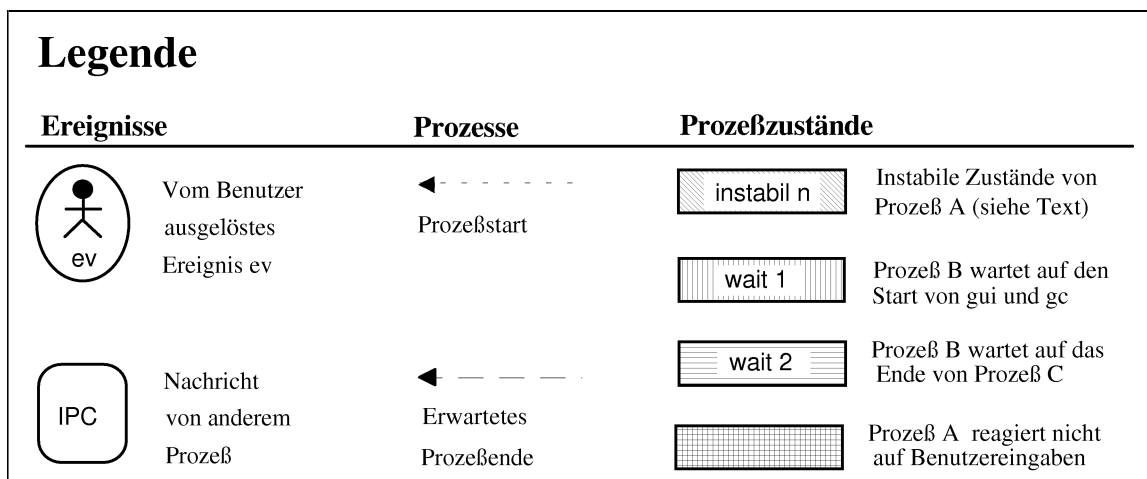 Legende
Ereignisse
Prozesse
Prozeßzustände
ev
Vom Benutzer
ausgelöstes
Ereignis ev
Prozeßstart
instabil n
Instabile Zustände von
Prozeß A (siehe Text)
wait 1
Prozeß B wartet auf den
Start von gui und gc
IPC
Nachricht
von anderem
Prozeß
Erwartetes
Prozeßende
wait 2
Prozeß B wartet auf das
Ende von Prozeß C
Prozeß A reagiert nicht
auf Benutzereingaben